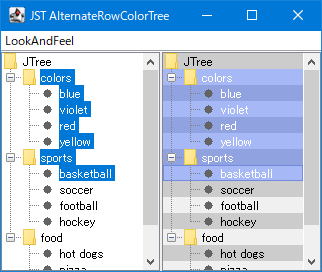 JST AlternateRowColorTree
LookAndFeel
JTree
colors
blue
violet
red
yellow
sports
basketball
soccer
football
hockey
food
hot dogs
pizza
JTree
colors
blue
violet
red
yellow
sports
basketball
soccer
football
hockey
food
hot dogs
pizza